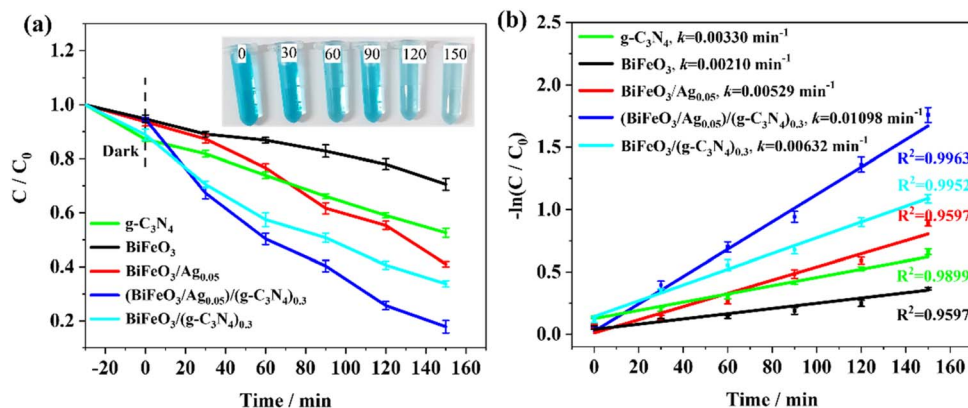 (a)
C / C₀
1.2
1.0
0.8
0.6
0.4
0.2
0
30
60
90
120
150
Dark
g-C₃N₄
BiFeO₃
BiFeO₃/Ag₀.₀₅
(BiFeO₃/Ag₀.₀₅)/(g-C₃N₄)₀.₃
BiFeO₃/(g-C₃N₄)₀.₃
-20 0 20 40 60 80 100 120 140 160
Time / min
(b)
-ln(C / C₀)
2.5
2.0
1.5
1.0
0.5
0.0
g-C₃N₄, k=0.00330 min⁻¹
BiFeO₃, k=0.00210 min⁻¹
BiFeO₃/Ag₀.₀₅, k=0.00529 min⁻¹
(BiFeO₃/Ag₀.₀₅)/(g-C₃N₄)₀.₃, k=0.01098 min⁻¹
BiFeO₃/(g-C₃N₄)₀.₃, k=0.00632 min⁻¹
R²=0.9963
R²=0.9952
R²=0.9597
R²=0.9899
R²=0.9597
0 20 40 60 80 100 120 140 160
Time / min